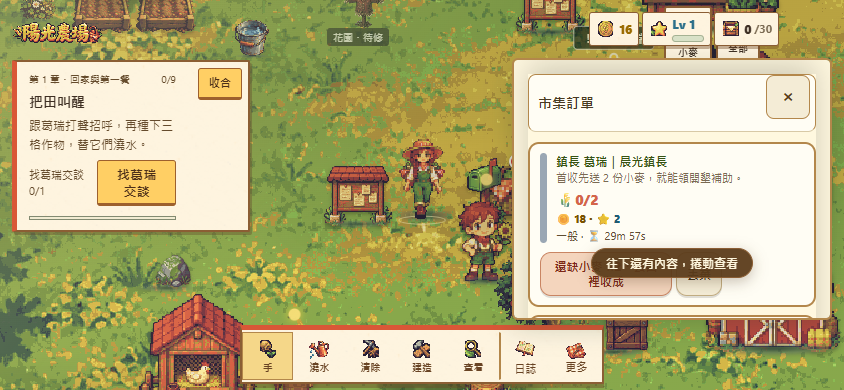 陽光農場
花圃・待修
16
Lv 1
0/30
小麥
全部
第 1 章・回家與第一餐
0/9
收合
把田叫醒
跟葛瑞打聲招呼，再種下三
格作物，替它們澆水。
找葛瑞交談
0/1
找葛瑞
交談
市集訂單
×
鎮長 葛瑞｜晨光鎮長
首收先送 2 份小麥，就能領開墾補助。
0/2
18・2
一般・⏳ 29m 57s
還缺小
裡收成
往下還有內容，捲動查看
手
澆水
清除
建造
查看
日誌
更多